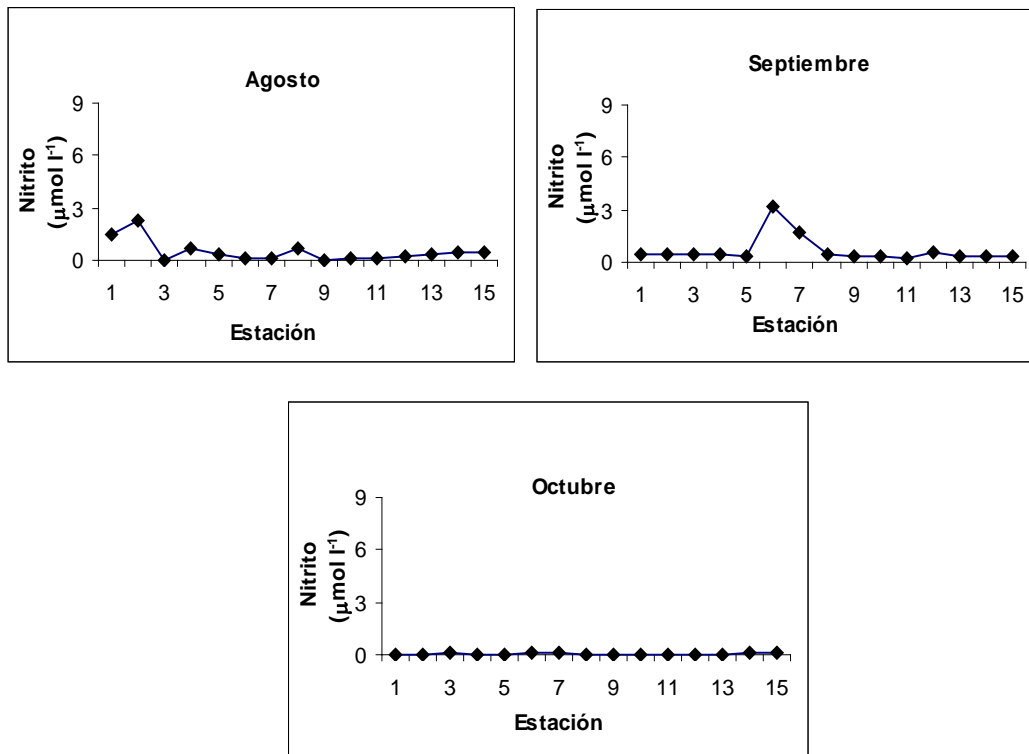 Agosto
Nitrito
(µmol l-1)
9
6
3
0
1 3 5 7 9 11 13 15
Estación
Septiembre
Nitrito
(µmol l-1)
9
6
3
0
1 3 5 7 9 11 13 15
Estación
Octubre
Nitrito
(µmol l-1)
9
6
3
0
1 3 5 7 9 11 13 15
Estación